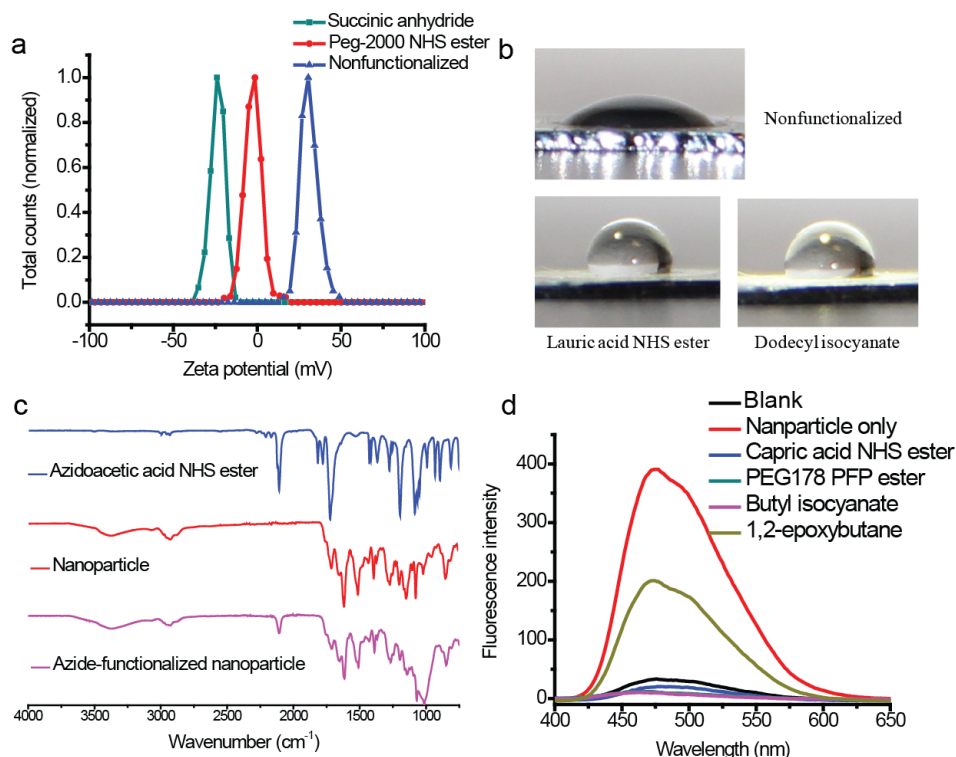 a
Succinic anhydride
Peg-2000 NHS ester
Nonfunctionalized
1.0
0.8
0.6
0.4
0.2
0.0
Total counts (normalized)
-100
-50
0
50
100
Zeta potential (mV)
b
Nonfunctionalized
Lauric acid NHS ester
Dodecyl isocyanate
c
Azidoacetic acid NHS ester
Nanoparticle
Azide-functionalized nanoparticle
4000
3500
3000
2500
2000
1500
1000
Wavenumber (cm⁻¹)
d
Blank
Nanparticle only
Capric acid NHS ester
PEG178 PFP ester
Butyl isocyanate
1,2-epoxybutane
400
300
200
100
0
Fluorescence intensity
400
450
500
550
600
650
Wavelength (nm)